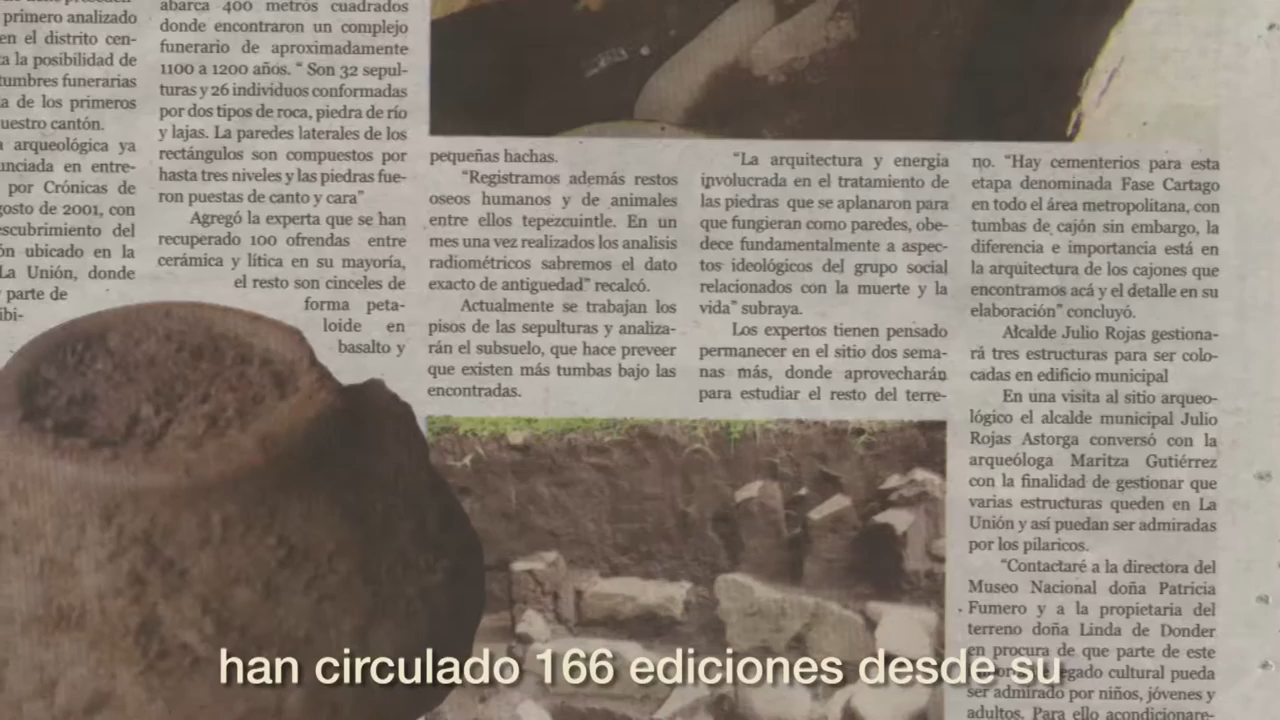 primero analizado
en el distrito cen-
a la posibilidad de
tumbres funerarias
a de los primeros
uestro cantón.
arqueológica ya
unciada en entre-
por Crónicas de
gosto de 2001, con
escubrimiento del
ón ubicado en la
La Unión, donde
parte de
ibi-
abarca 400 metros cuadrados
donde encontraron un complejo
funerario de aproximadamente
1100 a 1200 años. “ Son 32 sepul-
turas y 26 individuos conformadas
por dos tipos de roca, piedra de río
y lajas. La paredes laterales de los
rectángulos son compuestos por
hasta tres niveles y las piedras fue-
ron puestas de canto y cara”
Agregó la experta que se han
recuperado 100 ofrendas entre
cerámica y lítica en su mayoría,
el resto son cinceles de
forma peta-
loide en
basalto y
pequeñas hachas.
“Registramos además restos
oseos humanos y de animales
entre ellos tepezcuintle. En un
mes una vez realizados los analisis
radiométricos sabremos el dato
exacto de antiguedad” recalcó.
Actualmente se trabajan los
pisos de las sepulturas y analiza-
rán el subsuelo, que hace preveer
que existen más tumbas bajo las
encontradas.
“La arquitectura y energia
involucrada en el tratamiento de
las piedras que se aplanaron para
que fungieran como paredes, obe-
dece fundamentalmente a aspec-
tos ideológicos del grupo social
relacionados con la muerte y la
vida” subraya.
Los expertos tienen pensado
permanecer en el sitio dos sema-
nas más, donde aprovecharán
para estudiar el resto del terre-
no. “Hay cementerios para esta
etapa denominada Fase Cartago
en todo el área metropolitana, con
tumbas de cajón sin embargo, la
diferencia e importancia está en
la arquitectura de los cajones que
encontramos acá y el detalle en su
elaboración” concluyó.
Alcalde Julio Rojas gestiona-
rá tres estructuras para ser colo-
cadas en edificio municipal
En una visita al sitio arqueo-
lógico el alcalde municipal Julio
Rojas Astorga conversó con la
arqueóloga Maritza Gutiérrez
con la finalidad de gestionar que
varias estructuras queden en La
Unión y así puedan ser admiradas
por los pilaricos.
“Contactaré a la directora del
Museo Nacional doña Patricia
Fumero y a la propietaria del
terreno doña Linda de Donder
en procura de que parte de este
legado cultural pueda
ser admirado por niños, jóvenes y
adultos. Para ello acondicionare-
han circulado 166 ediciones desde su